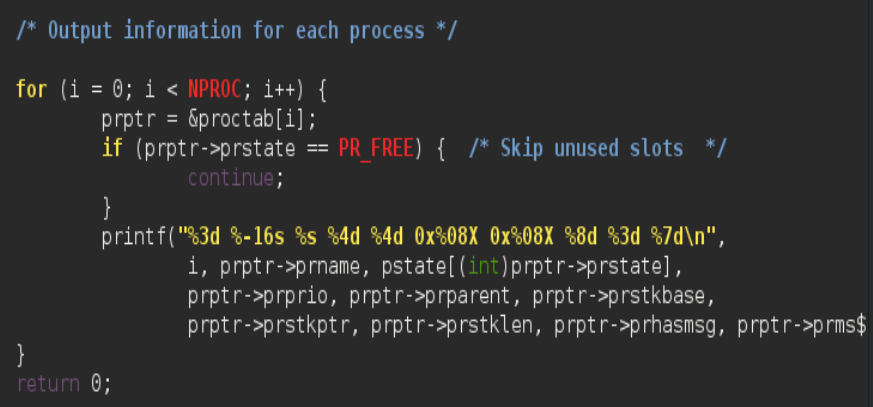 /* Output information for each process */
for (i = 0; i < NPROC; i++) {
prptr = &proctab[i];
if (prptr->prstate == PR_FREE) {  /* Skip unused slots  */
continue;
}
printf("%3d %-16s %s %4d %4d 0x%08X 0x%08X %8d %3d %7d\n",
i, prptr->prname, pstate[(int)prptr->prstate],
prptr->prprio, prptr->prparent, prptr->prstkbase,
prptr->prstkptr, prptr->prstklen, prptr->prhasmsg, prptr->prms$
}
return 0;